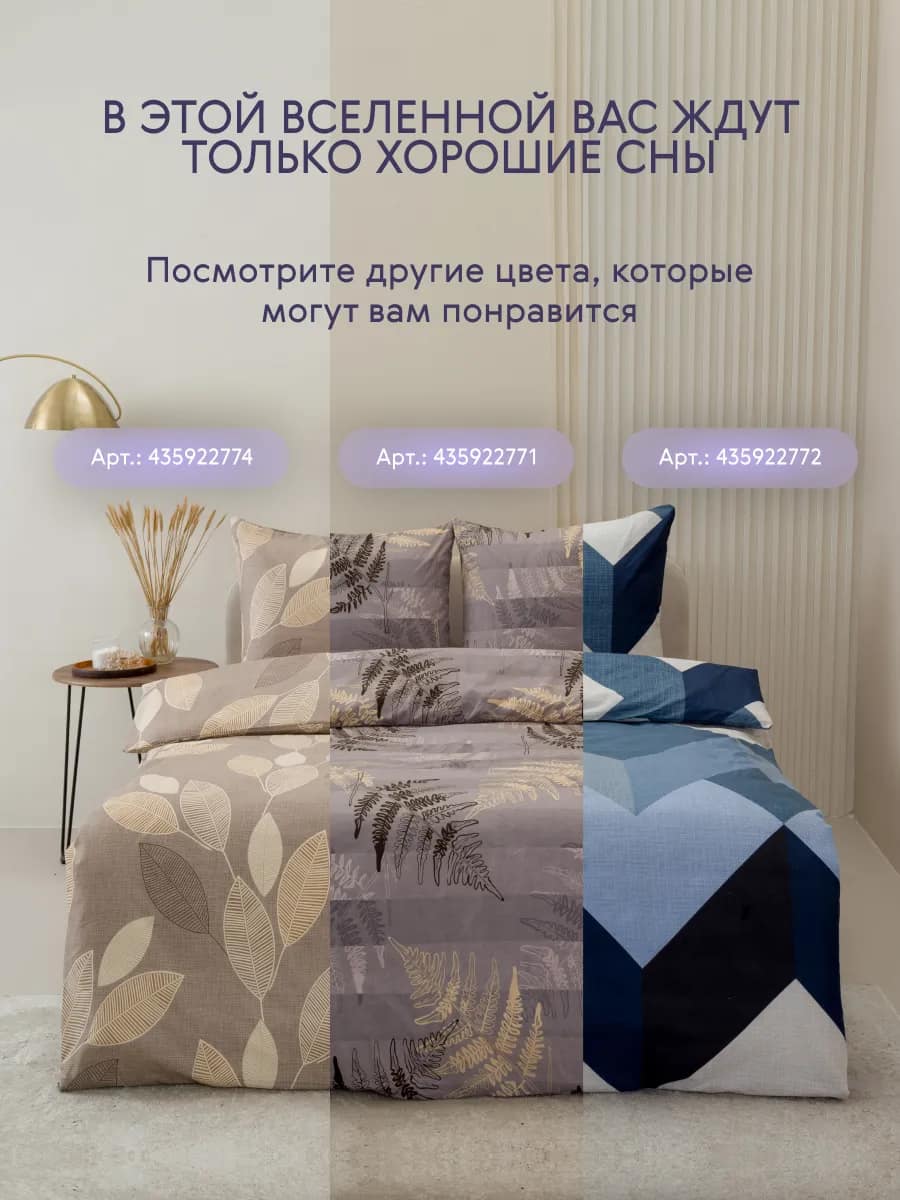 В ЭТОЙ ВСЕЛЕННОЙ ВАС ЖДУТ
ТОЛЬКО ХОРОШИЕ СНЫ
Посмотрите другие цвета, которые
могут вам понравится
Арт.: 435922774
Арт.: 435922771
Арт.: 435922772